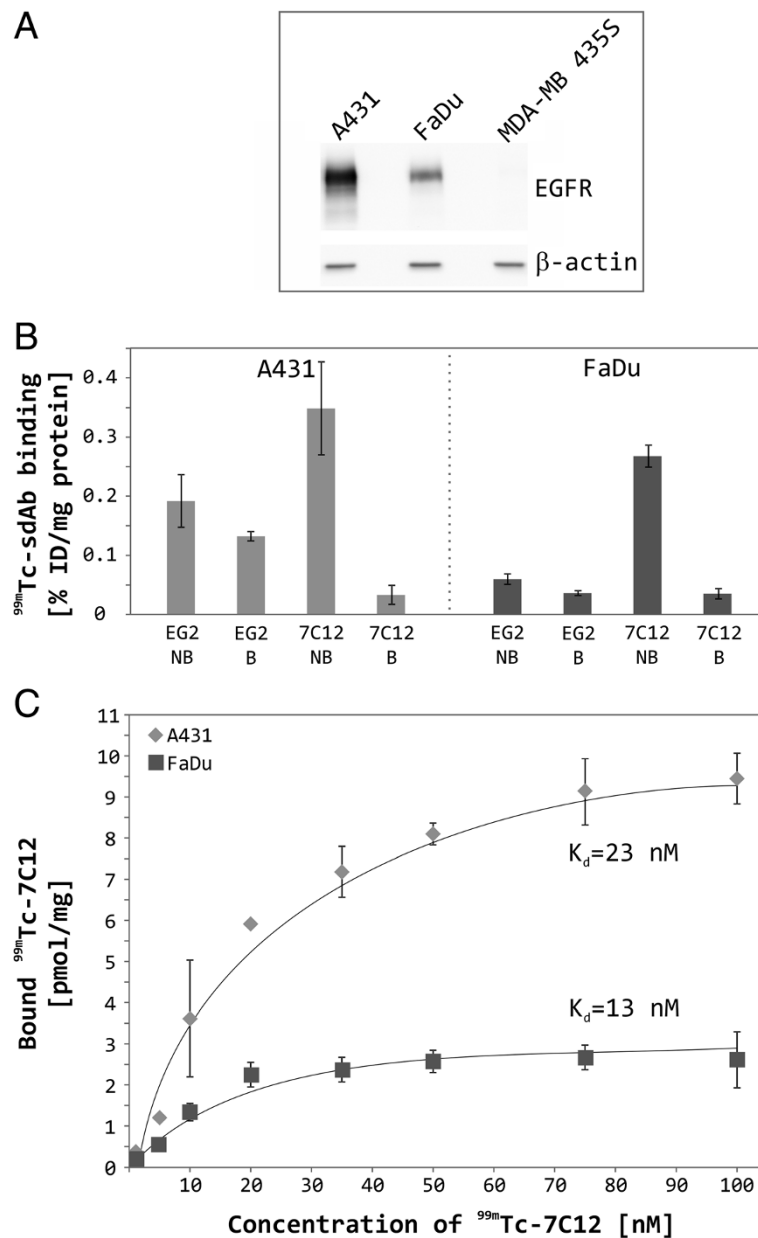 A
A431
FaDu
MDA-MB 435S
EGFR
β-actin
B
99mTc-sdAb binding
[% ID/mg protein]
A431
FaDu
0.4
0.3
0.2
0.1
0
EG2
NB
EG2
B
7C12
NB
7C12
B
EG2
NB
EG2
B
7C12
NB
7C12
B
C
Bound 99mTc-7C12
[pmol/mg]
11
10
9
8
7
6
5
4
3
2
1
0
A431
FaDu
Kd=23 nM
Kd=13 nM
10 20 30 40 50 60 70 80 90 100
Concentration of 99mTc-7C12 [nM]